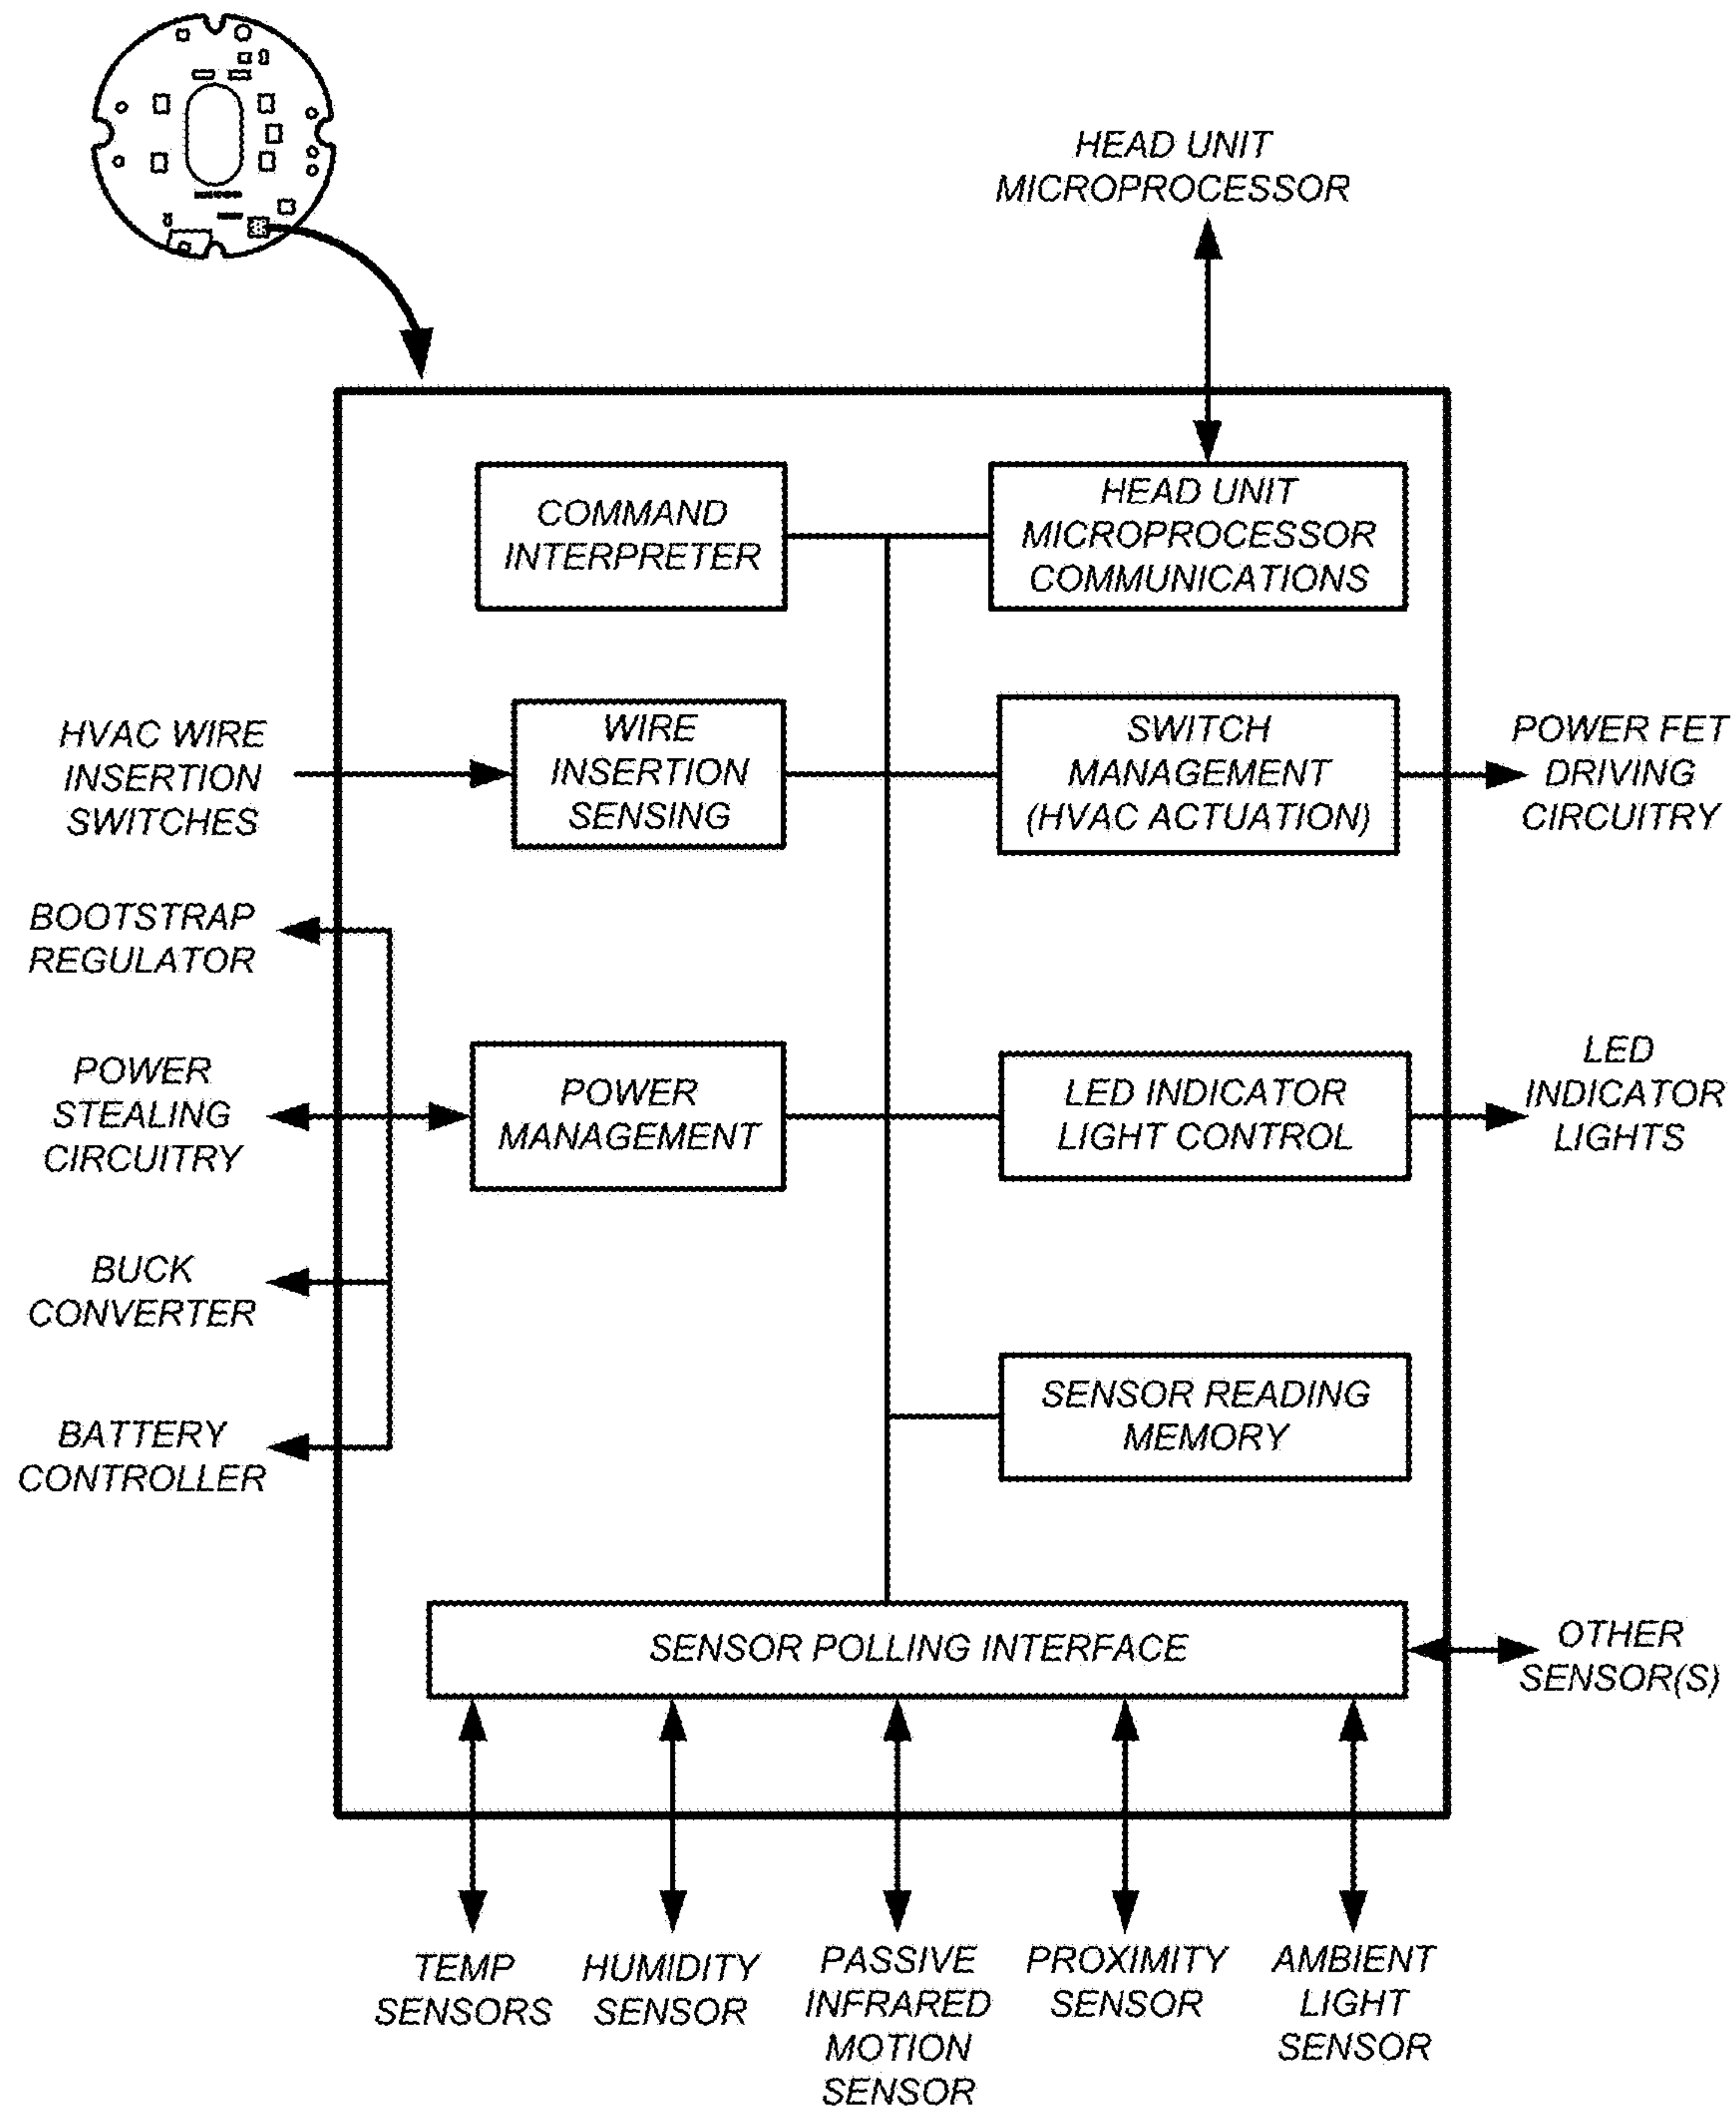 HEAD UNIT
MICROPROCESSOR
COMMAND
INTERPRETER
HEAD UNIT
MICROPROCESSOR
COMMUNICATIONS
HVAC WIRE
INSERTION
SWITCHES
WIRE
INSERTION
SENSING
SWITCH
MANAGEMENT
(HVAC ACTUATION)
POWER FET
DRIVING
CIRCUITRY
BOOTSTRAP
REGULATOR
POWER
STEALING
CIRCUITRY
POWER
MANAGEMENT
LED INDICATOR
LIGHT CONTROL
LED
INDICATOR
LIGHTS
BUCK
CONVERTER
SENSOR READING
MEMORY
BATTERY
CONTROLLER
SENSOR POLLING INTERFACE
OTHER
SENSOR(S)
TEMP
SENSORS
HUMIDITY
SENSOR
PASSIVE
INFRARED
MOTION
SENSOR
PROXIMITY
SENSOR
AMBIENT
LIGHT
SENSOR